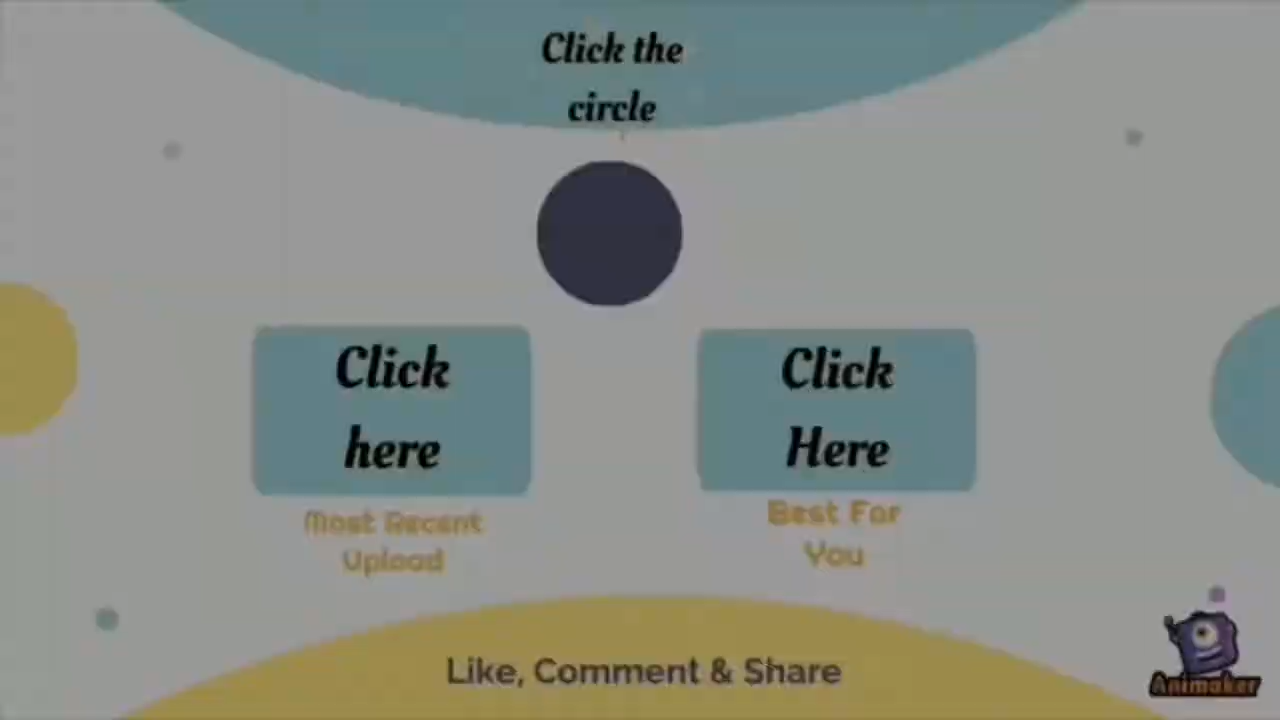 Click the
circle
Click
here
Click
Here
Most Recent
Upload
Best For
You
Like, Comment & Share
Animaker